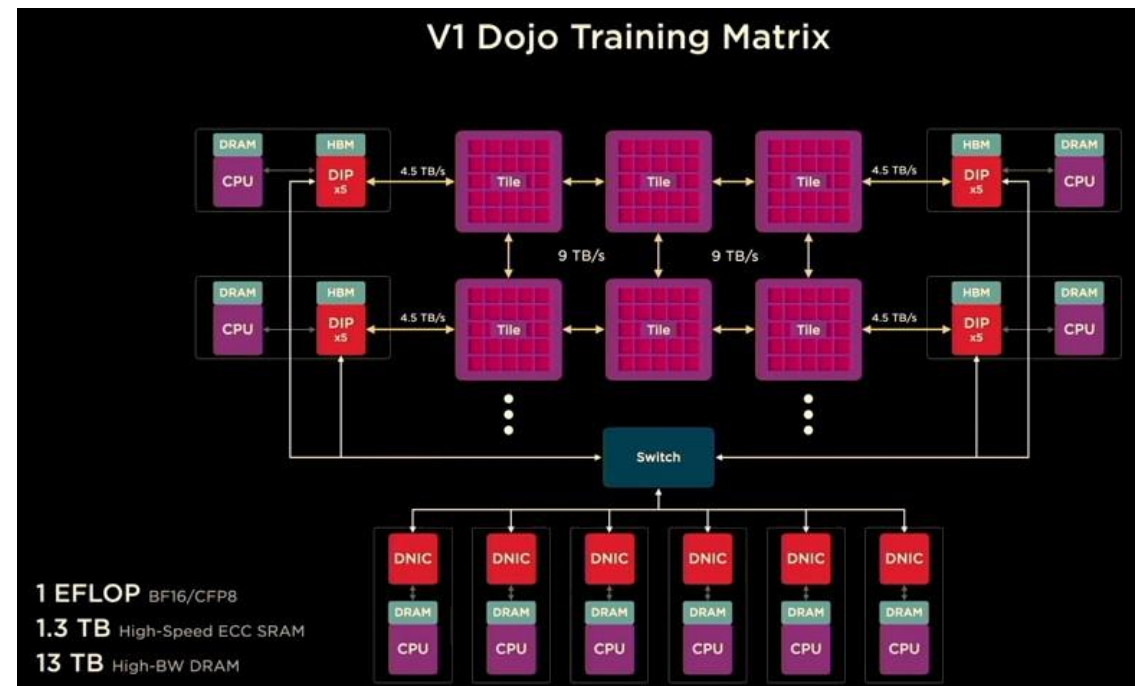 V1 Dojo Training Matrix
DRAM HBM HBM DRAM
CPU DIP x5 4.5 TB/s Tile Tile Tile 4.5 TB/s DIP x5 CPU
9 TB/s 9 TB/s
DRAM HBM HBM DRAM
CPU DIP x5 4.5 TB/s Tile Tile Tile 4.5 TB/s DIP x5 CPU
Switch
DNIC DNIC DNIC DNIC DNIC DNIC
DRAM DRAM DRAM DRAM DRAM DRAM
CPU CPU CPU CPU CPU CPU
1 EFLOP BF16/CFP8
1.3 TB High-Speed ECC SRAM
13 TB High-BW DRAM